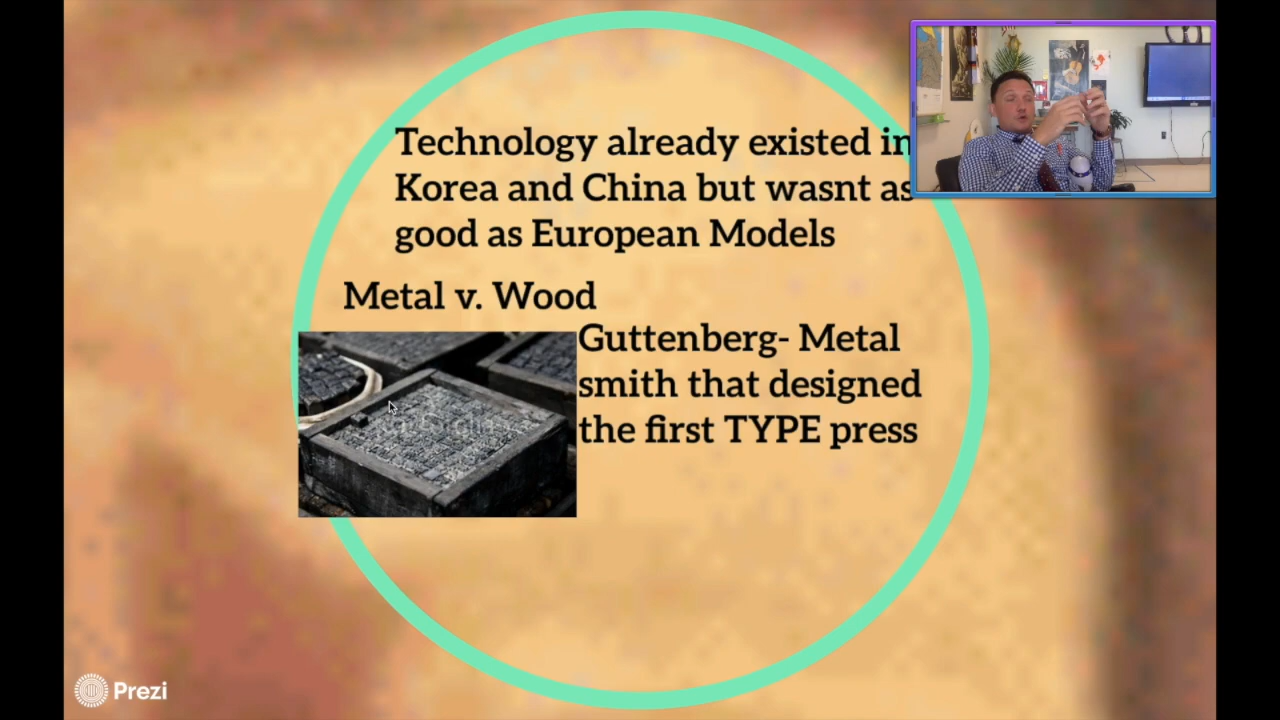 Technology already existed in
Korea and China but wasnt as
good as European Models
Metal v. Wood
Guttenberg- Metal
smith that designed
the first TYPE press
Prezi